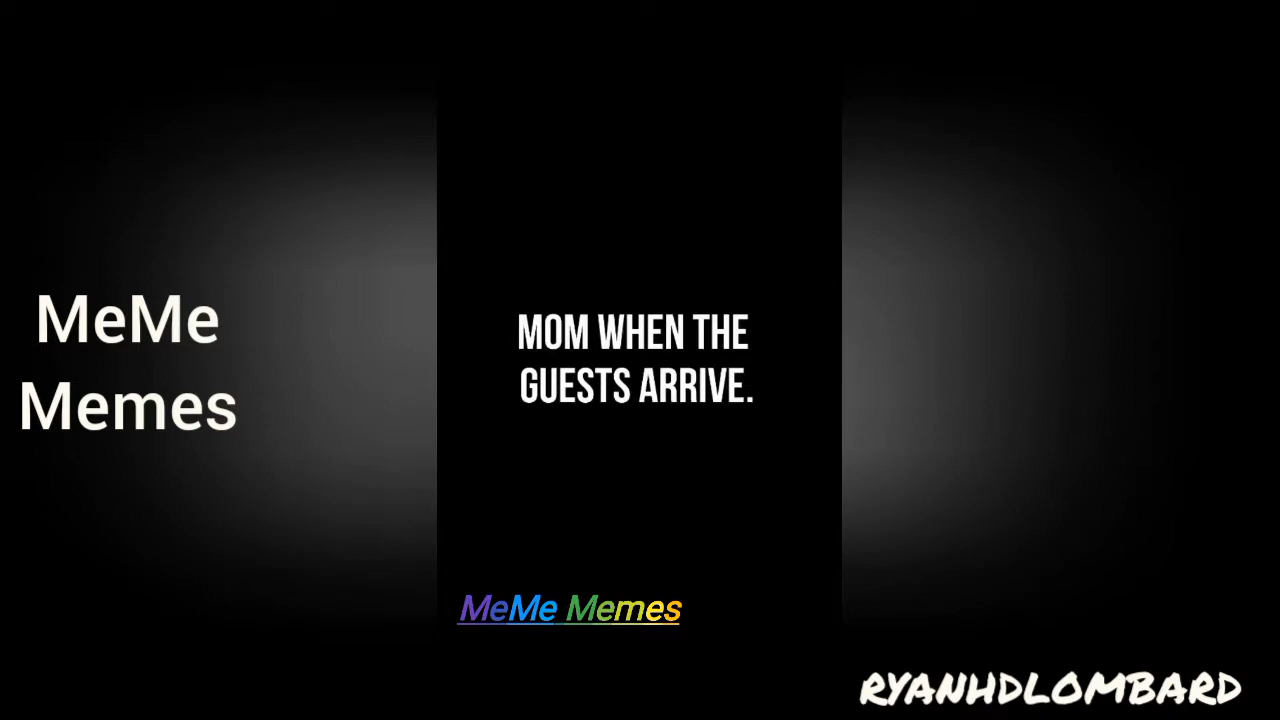 MeMe
Memes
MOM WHEN THE
GUESTS ARRIVE.
MeMe Memes
RYANHDLOMBARD